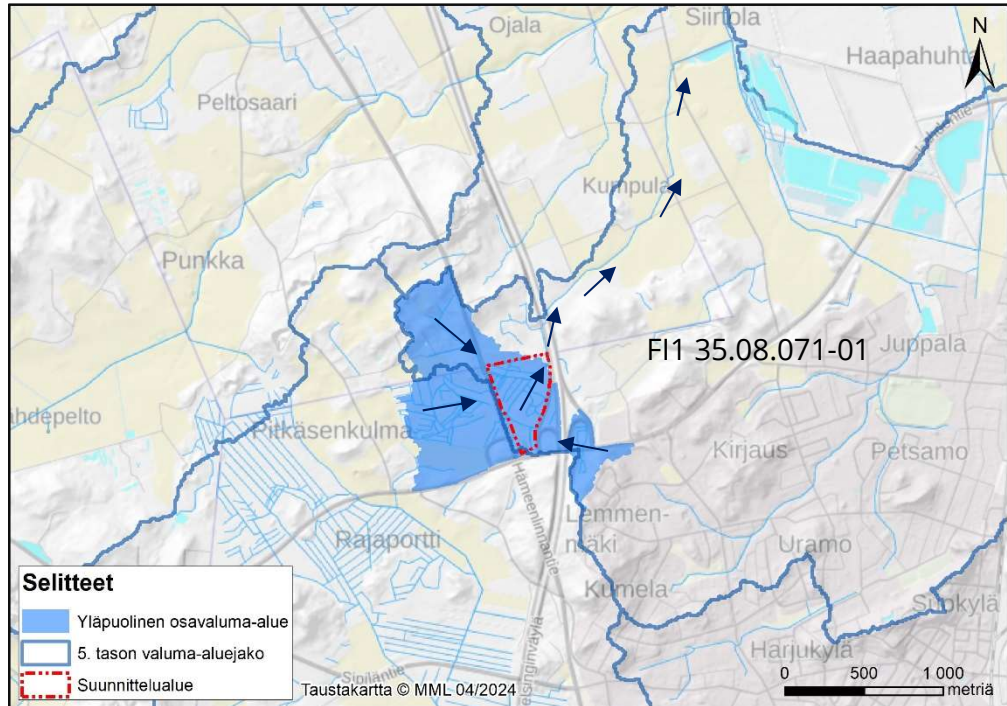 Ojala
Siirtola
Haapahuhta
N
Peltosaari
Kumpula
Punkka
FI1 35.08.071-01
Juppala
Pitkäsenkulma
Kirjaus
Petsamo
Hämeenlinnantie
Lemmen-
mäki
Rajaportti
Uramo
Kumela
Harjukylä
Selitteet
Yläpuolinen osavaluma-alue
5. tason valuma-aluejako
Suunnittelualue
Sipiläntie
Taustakartta © MML 04/2024
0 500 1 000
metriä